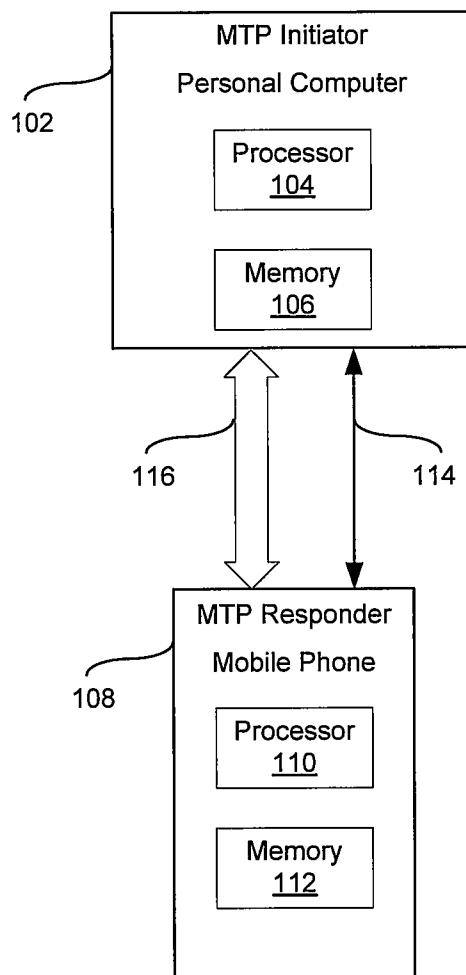 MTP Initiator
Personal Computer
102
Processor
104
Memory
106
116
114
MTP Responder
Mobile Phone
108
Processor
110
Memory
112